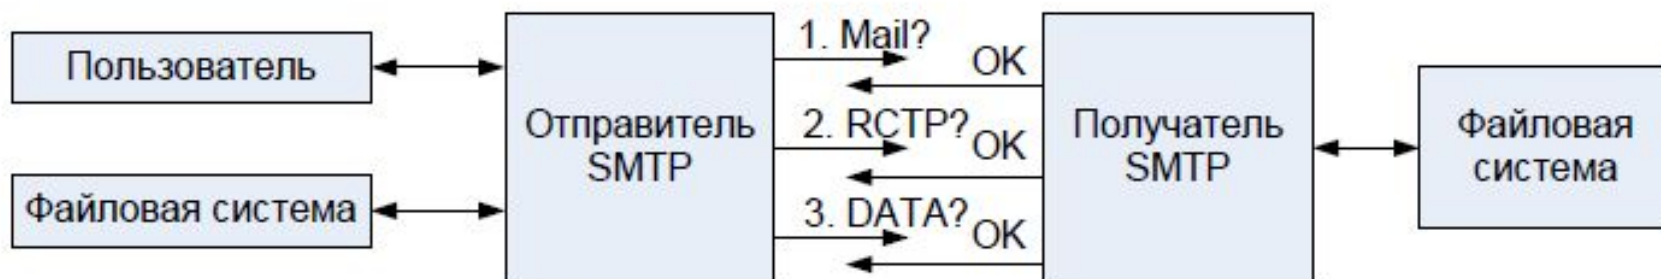 Пользователь
Файловая система
Отправитель
SMTP
1. Mail?
OK
2. RCTP?
OK
3. DATA?
OK
Получатель
SMTP
Файловая
система